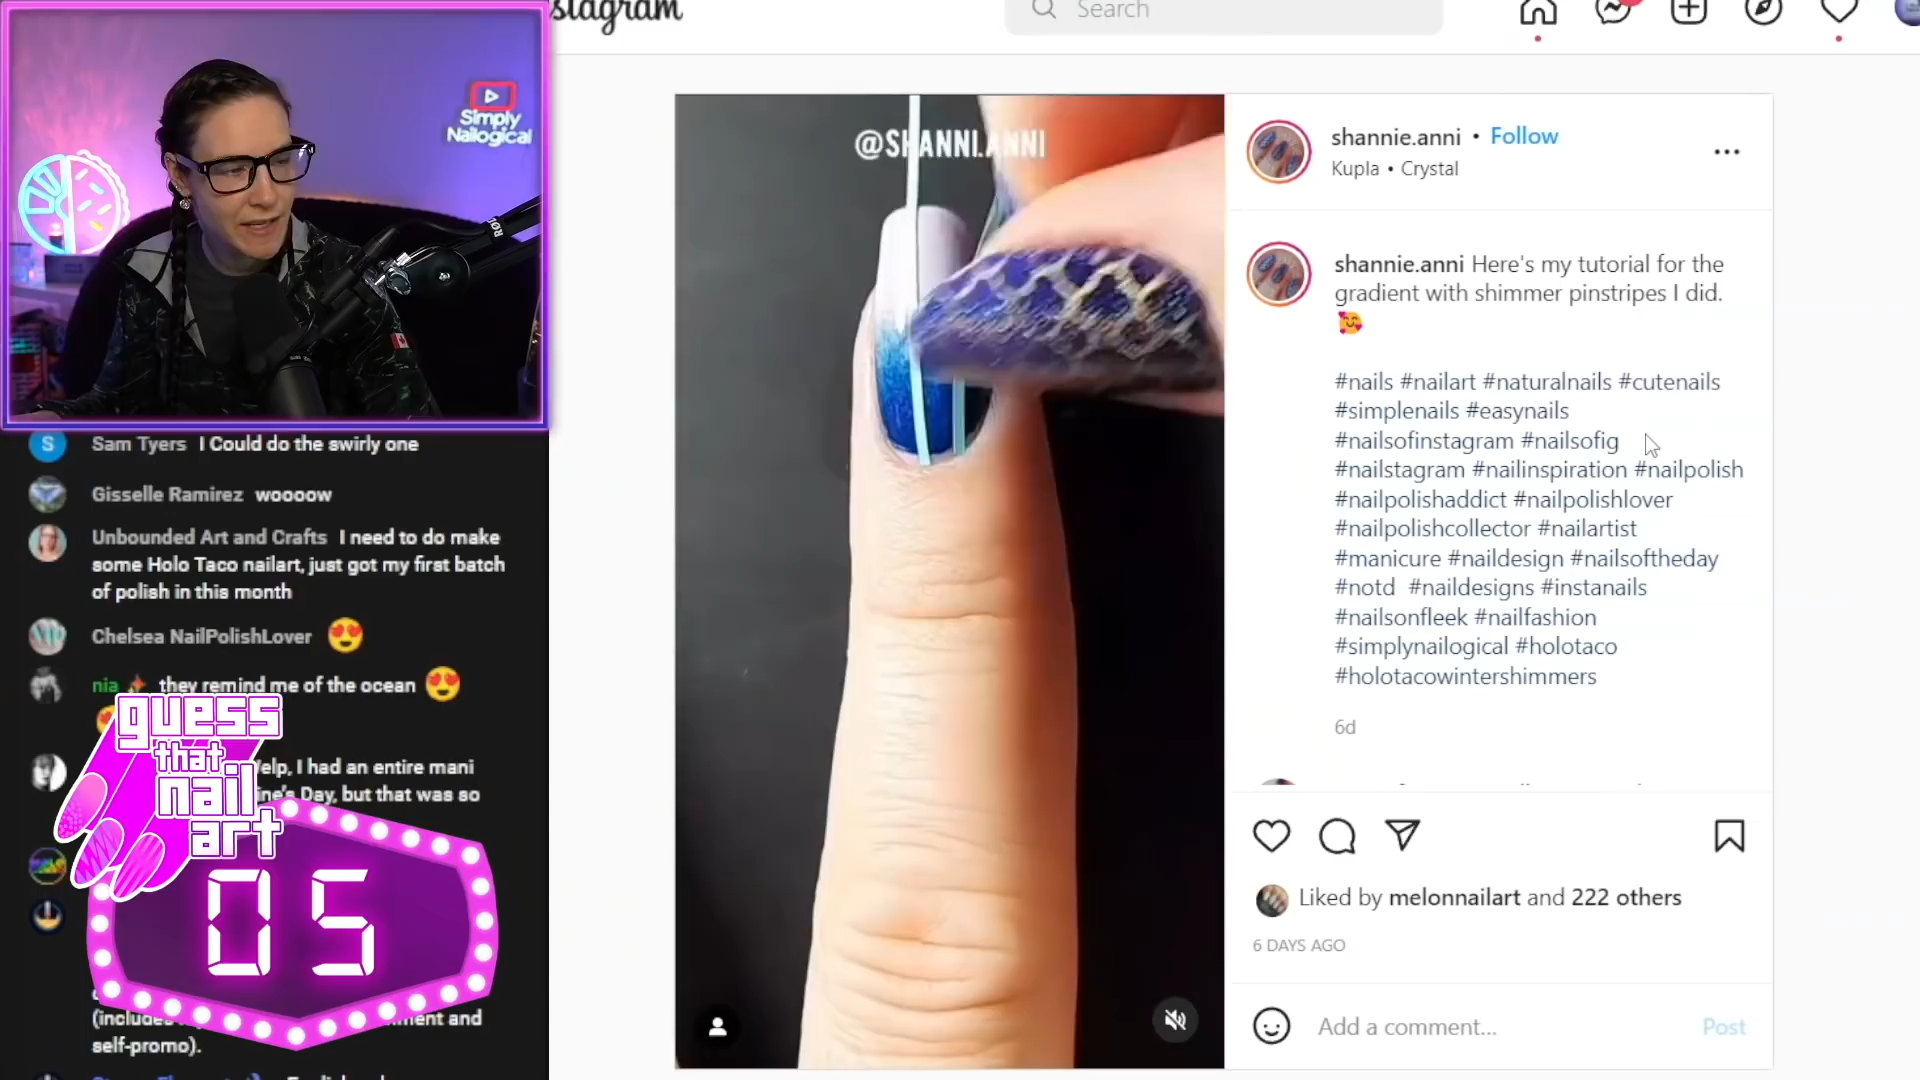 Simply
Nailogical
Sam Tyers I Could do the swirly one
Gisselle Ramirez woooow
Unbounded Art and Crafts I need to do make
some Holo Taco nailart, just got my first batch
of polish in this month
Chelsea NailPolishLover 😍
nia they remind me of the ocean 😍
elp, I had an entire mani
ine's Day, but that was so
guess
that
nail
art
05
(include
ment and
self-promo).
stagram
Search
@SHANNI.ANNI
shannie.anni • Follow
Kupla • Crystal
shannie.anni Here's my tutorial for the
gradient with shimmer pinstripes I did.
🥰
#nails #nailart #naturalnails #cutenails
#simplenails #easynails
#nailsofinstagram #nailsofig
#nailstagram #nailinspiration #nailpolish
#nailpolishaddict #nailpolishlover
#nailpolishcollector #nailartist
#manicure #naildesign #nailsoftheday
#notd #naildesigns #instanails
#nailsonfleek #nailfashion
#simplynailogical #holotaco
#holotacowintershimmers
6d
Liked by melonnailart and 222 others
6 DAYS AGO
Add a comment... Post